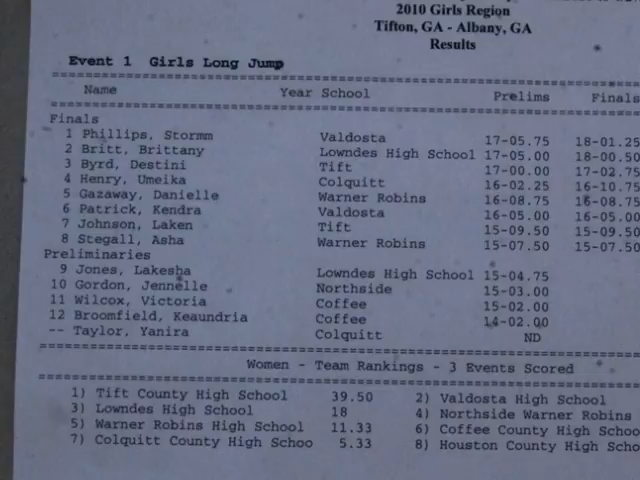 2010 Girls Region
Tifton, GA - Albany, GA
Results
Event 1 Girls Long Jump
Name Year School Prelims Finals
Finals
1 Phillips, Stormm Valdosta 17-05.75 18-01.25
2 Britt, Brittany Lowndes High School 17-05.00 18-00.50
3 Byrd, Destini Tift 17-00.00 17-02.75
4 Henry, Umeika Colquitt 16-02.25 16-10.75
5 Gazaway, Danielle Warner Robins 16-08.75 16-08.75
6 Patrick, Kendra Valdosta 16-05.00 16-05.00
7 Johnson, Laken Tift 15-09.50 15-09.50
8 Stegall, Asha Warner Robins 15-07.50 15-07.50
Preliminaries
9 Jones, Lakesha Lowndes High School 15-04.75
10 Gordon, Jennelle Northside 15-03.00
11 Wilcox, Victoria Coffee 15-02.00
12 Broomfield, Keaundria Coffee 14-02.00
-- Taylor, Yanira Colquitt ND
Women - Team Rankings - 3 Events Scored
1) Tift County High School 39.50 2) Valdosta High School
3) Lowndes High School 18 4) Northside Warner Robins
5) Warner Robins High School 11.33 6) Coffee County High Scho
7) Colquitt County High Schoo 5.33 8) Houston County High Scho